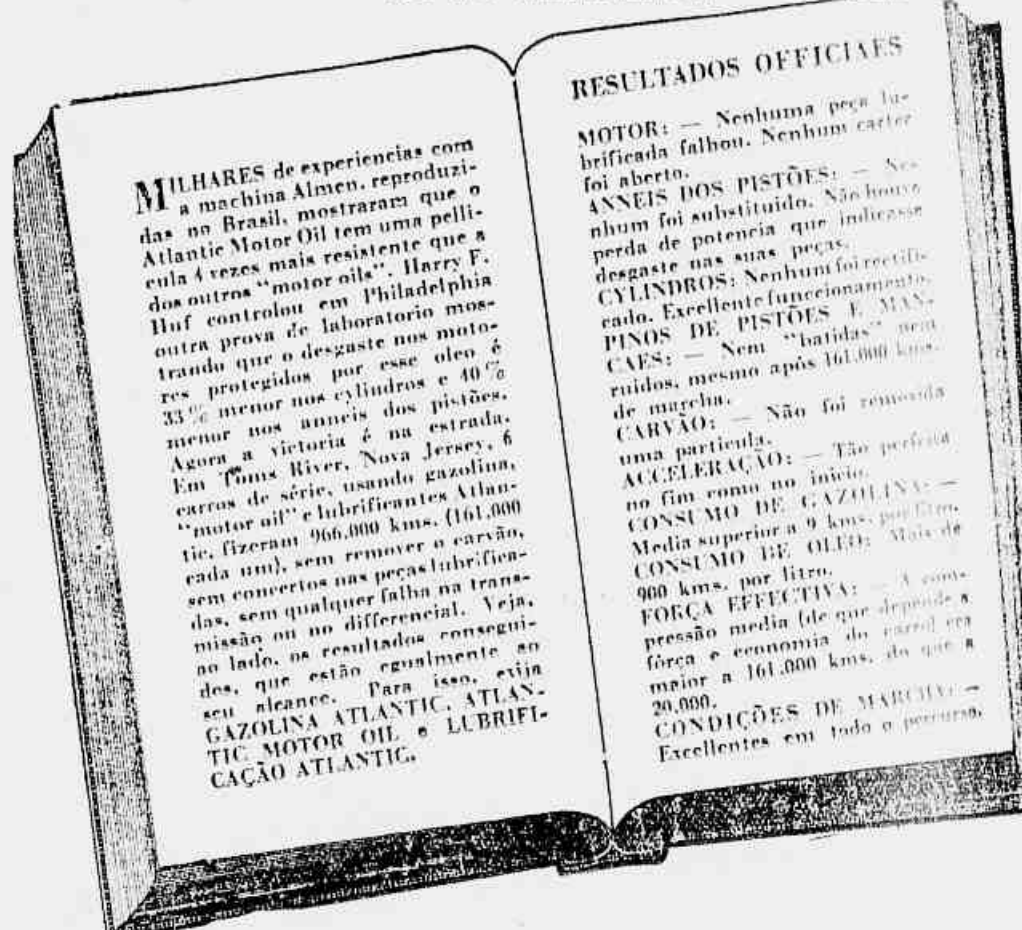 MILHARES de experiencias com
a machina Almen, reproduzi-
das no Brasil, mostraram que o
Atlantic Motor Oil tem uma pelli-
cula 4 vezes mais resistente que a
dos outros "motor oils". Harry F.
Huf controlou em Philadelphia
outra prova de laboratorio mos-
trando que o desgaste nos moto-
res protegidos por esse oleo é
33% menor nos cylindros e 40%
menor nos anneis dos pistões.
Agora a victoria é na estrada.
Em Toms River, Nova Jersey, 6
carros de série, usando gazolina,
"motor oil" e lubrificantes Atlan-
tic, fizeram 966.000 kms. (161.000
cada um), sem remover o carvão,
sem concertos nas peças lubrifica-
das, sem qualquer falha na trans-
missão ou no differencial. Veja,
ao lado, os resultados consegui-
dos, que estão egualmente ao
seu alcance. Para isso, exija
GAZOLINA ATLANTIC, ATLAN-
TIC MOTOR OIL e LUBRIFI-
CAÇÃO ATLANTIC.
RESULTADOS OFFICIAES
MOTOR: — Nenhuma peça lu-
brificada falhou. Nenhum carter
foi aberto.
ANNEIS DOS PISTÕES: — Ne-
nhum foi substituido. Não houve
perda de potencia que indicasse
desgaste nas suas peças.
CYLINDROS: Nenhum foi rectifi-
cado. Excellente funccionamento.
PINOS DE PISTÕES E MAN-
CAES: — Nem "batidas" nem
ruidos, mesmo após 161.000 kms.
de marcha.
CARVÃO: — Não foi removida
uma particula.
ACCELERAÇÃO: — Tão perfeita
no fim como no inicio.
CONSUMO DE GAZOLINA: —
Media superior a 9 kms. por litro.
CONSUMO DE OLEO: Mais de
900 kms. por litro.
FORÇA EFFECTIVA: — A com-
pressão media (de que depende a
fôrça e economia do carro) era
maior a 161.000 kms. do que a
20.000.
CONDIÇÕES DE MARCHA: —
Excellentes em todo o percurso.